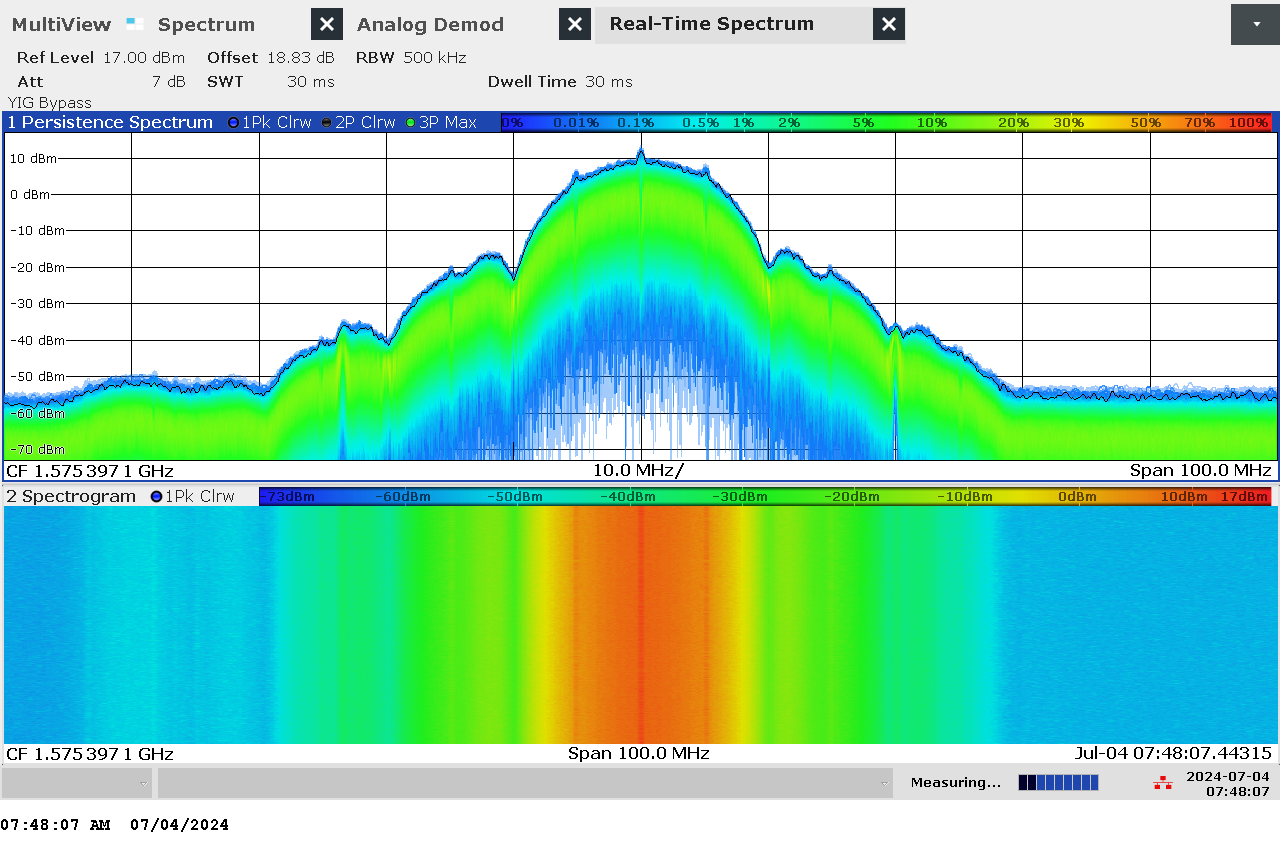 MultiView Spectrum Analog Demod Real-Time Spectrum
Ref Level 17.00 dBm Offset 18.83 dB RBW 500 kHz
Att 7 dB SWT 30 ms Dwell Time 30 ms
YIG Bypass
1 Persistence Spectrum 1Pk Clrw 2P Clrw 3P Max 0% 0.01% 0.1% 0.5% 1% 2% 5% 10% 20% 30% 50% 70% 100%
10 dBm
0 dBm
-10 dBm
-20 dBm
-30 dBm
-40 dBm
-50 dBm
-60 dBm
-70 dBm
CF 1.575 397 1 GHz 10.0 MHz/ Span 100.0 MHz
2 Spectrogram 1Pk Clrw -73dBm -60dBm -50dBm -40dBm -30dBm -20dBm -10dBm 0dBm 10dBm 17dBm
CF 1.575 397 1 GHz Span 100.0 MHz Jul-04 07:48:07.44315
Measuring... 2024-07-04
07:48:07
07:48:07 AM 07/04/2024